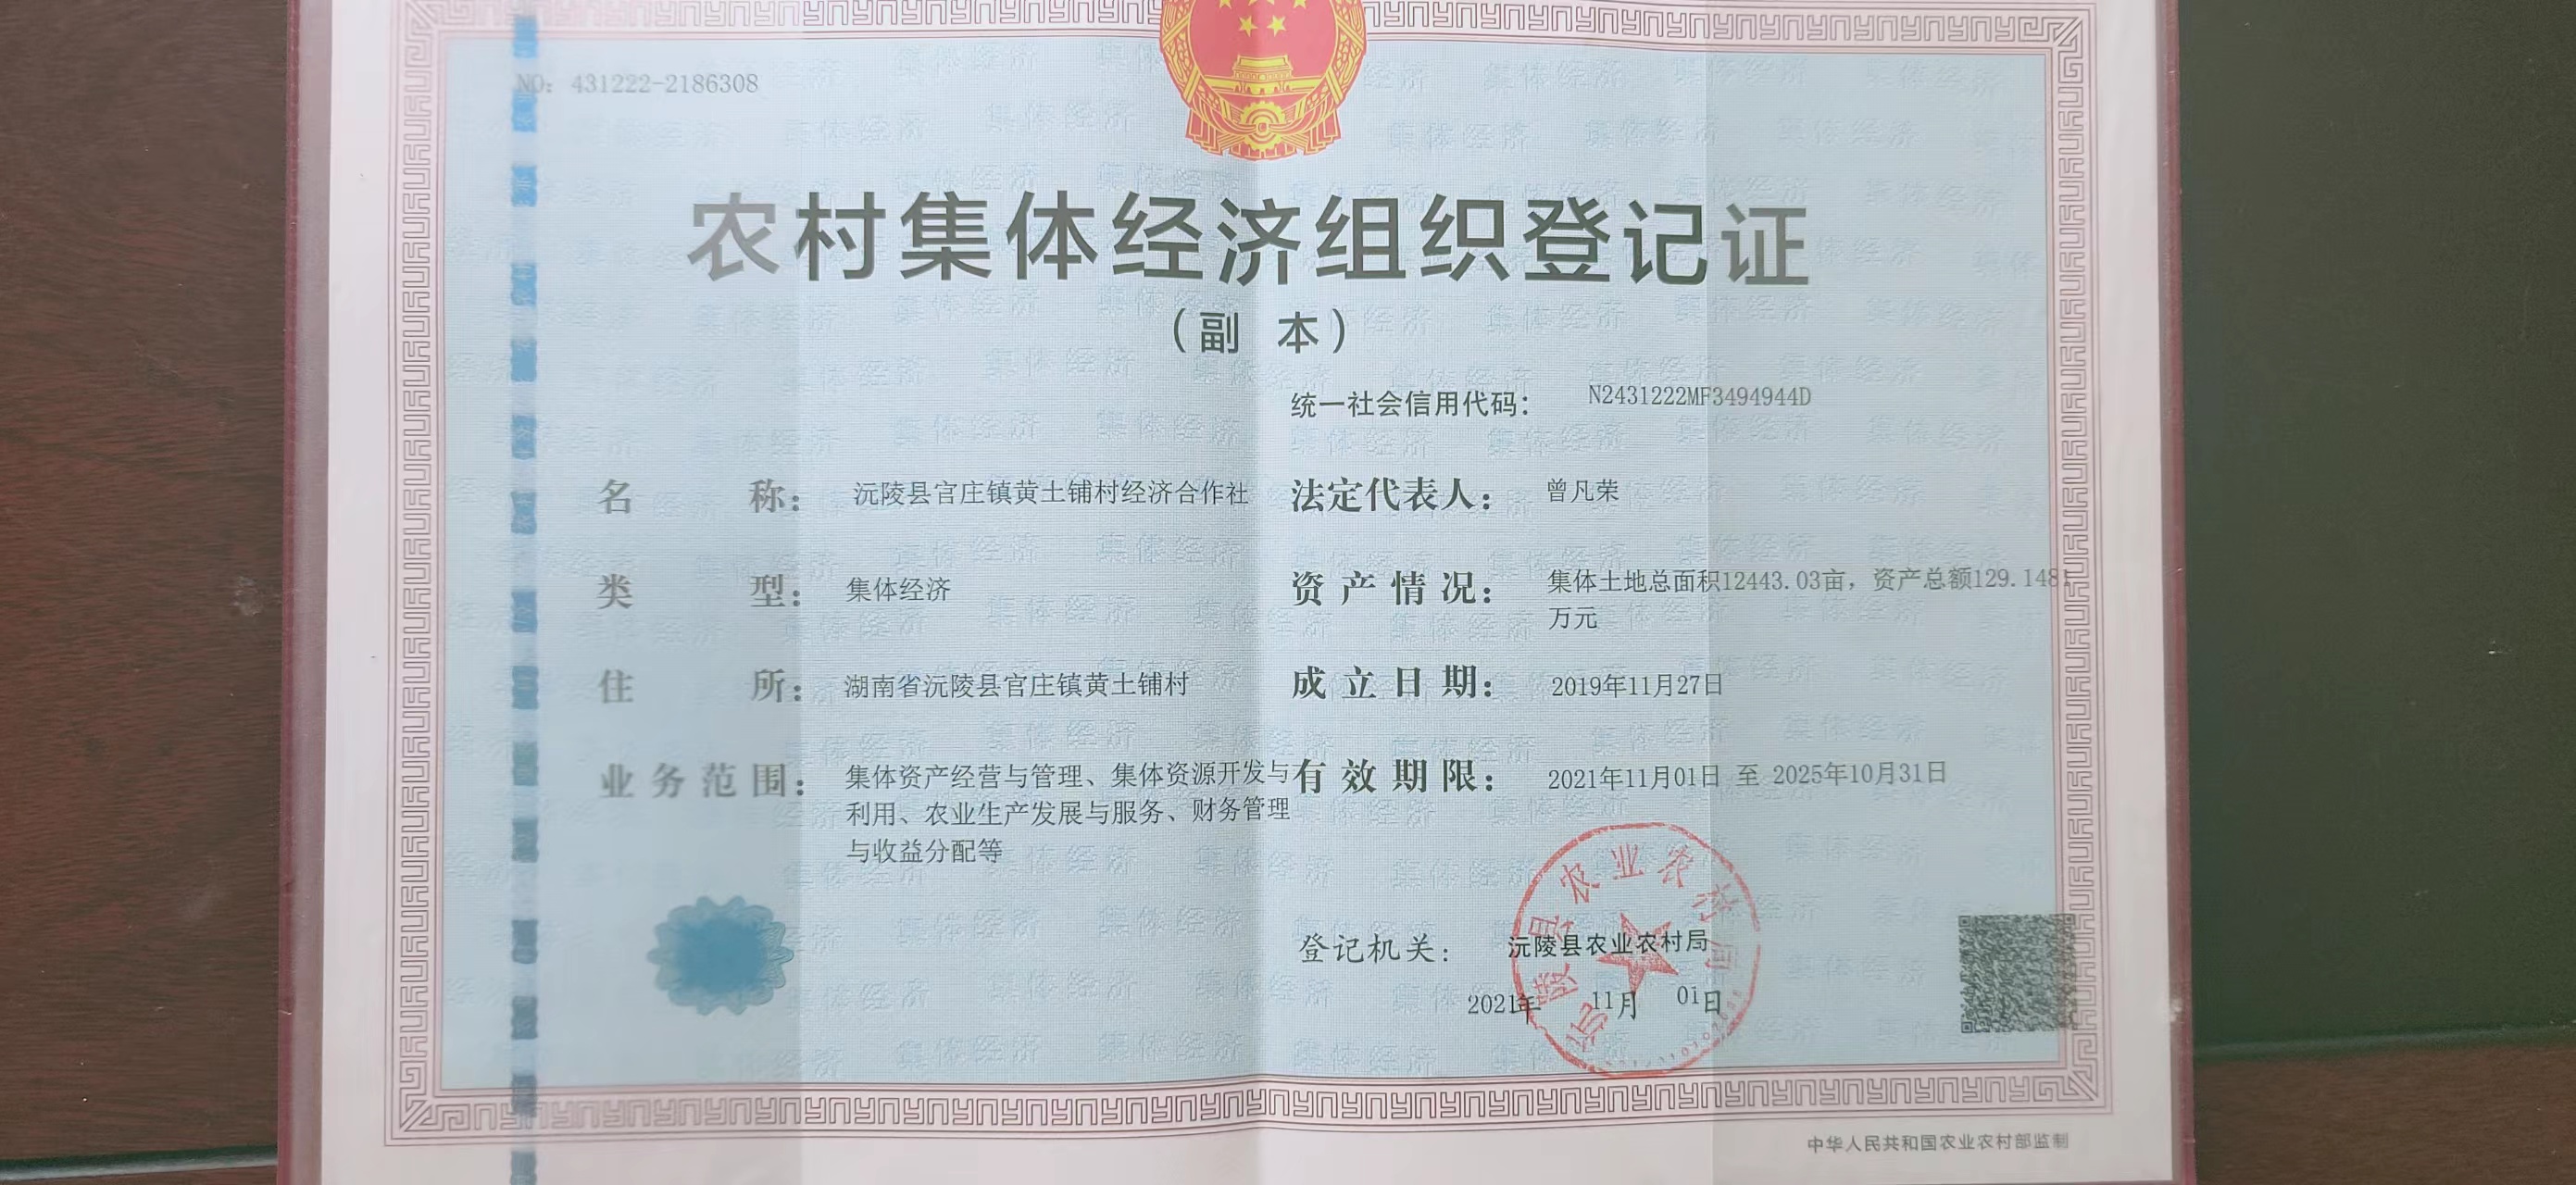 NO: 431222-2186308
农村集体经济组织登记证
（副 本）
统一社会信用代码： N2431222MF3494944D
名 称： 沅陵县官庄镇黄土铺村经济合作社
法定代表人： 曾凡荣
类 型： 集体经济
资产情况： 集体土地总面积12443.03亩，资产总额129.1481
万元
住 所： 湖南省沅陵县官庄镇黄土铺村
成立日期： 2019年11月27日
业务范围： 集体资产经营与管理、集体资源开发与
利用、农业生产发展与服务、财务管理
与收益分配等
有效期限： 2021年11月01日 至 2025年10月31日
登记机关： 沅陵县农业农村局
2021年 11月 01日
沅陵县农业农村局
中华人民共和国农业农村部监制